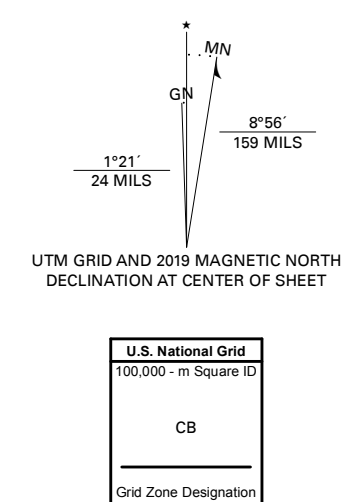 ★
MN
GN
8°56´
159 MILS
1°21´
24 MILS
UTM GRID AND 2019 MAGNETIC NORTH
DECLINATION AT CENTER OF SHEET
U.S. National Grid
100,000 - m Square ID
CB
Grid Zone Designation